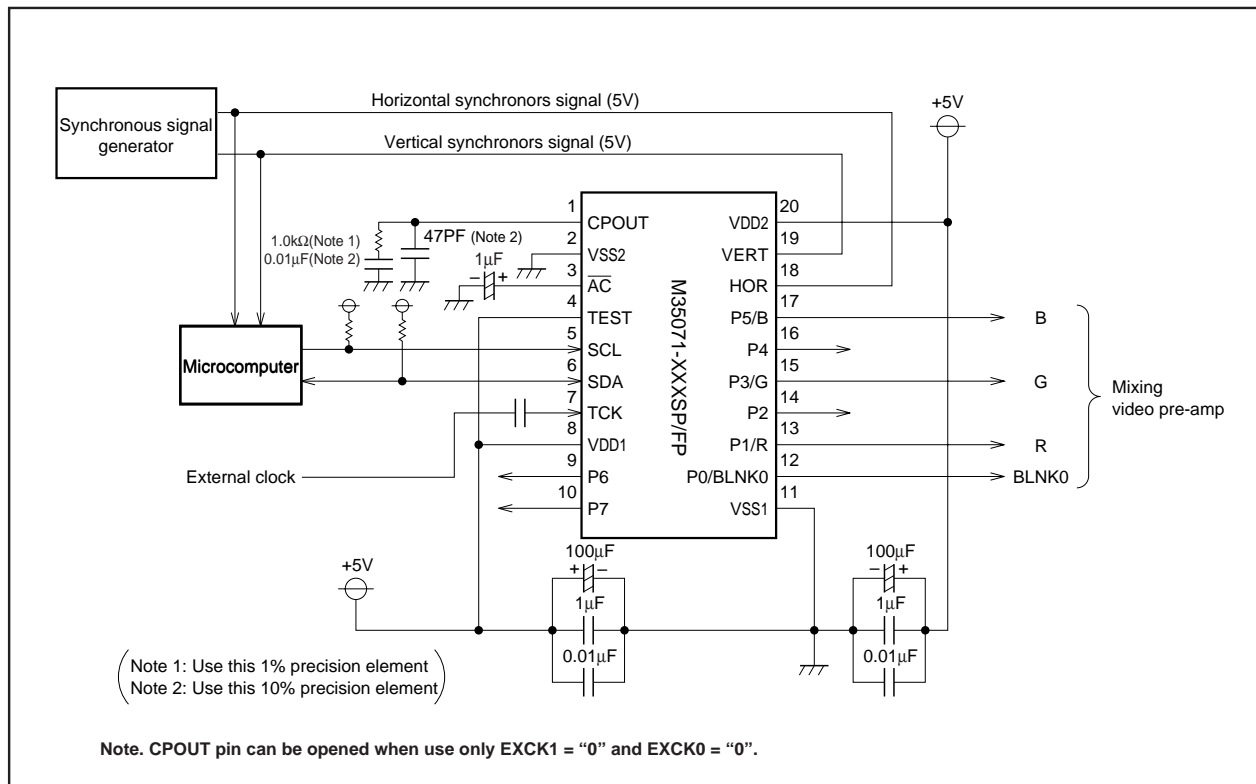 Horizontal synchronors signal (5V)
+5V
Synchronous signal
generator
Vertical synchronors signal (5V)
1
CPOUT
20
VDD2
1.0kΩ(Note 1)
0.01μF(Note 2)
47PF (Note 2)
2
VSS2
19
VERT
1μF
− +
3
AC
18
HOR
4
TEST
17
P5/B
B
5
SCL
16
P4
Microcomputer
6
SDA
15
P3/G
G
7
TCK
14
P2
8
VDD1
13
P1/R
R
External clock
9
P6
12
P0/BLNK0
BLNK0
10
P7
11
VSS1
M35071-XXXSP/FP
Mixing
video pre-amp
+5V
100μF
+ −
1μF
0.01μF
100μF
− +
1μF
0.01μF
Note 1: Use this 1% precision element
Note 2: Use this 10% precision element
Note. CPOUT pin can be opened when use only EXCK1 = “0” and EXCK0 = “0”.